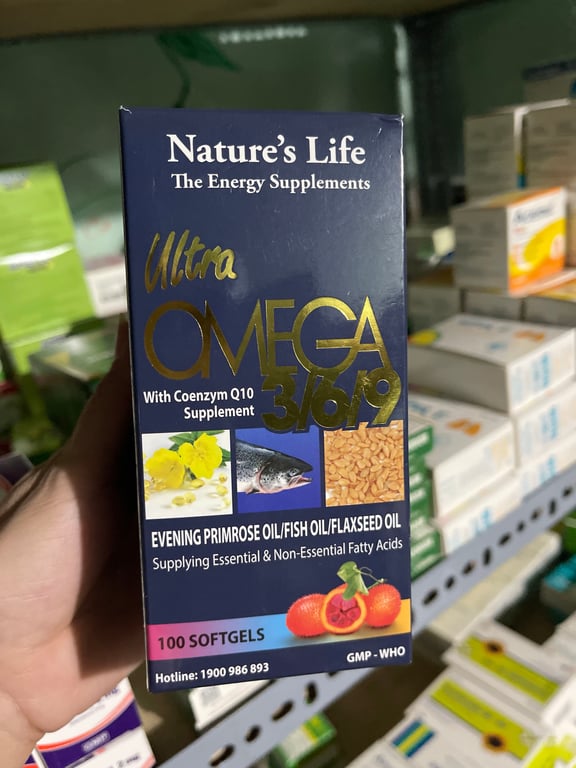 Nature's Life
The Energy Supplements
Ultra
OMEGA
3/6/9
With Coenzym Q10
Supplement
EVENING PRIMROSE OIL/FISH OIL/FLAXSEED OIL
Supplying Essential & Non-Essential Fatty Acids
100 SOFTGELS
GMP - WHO
Hotline: 1900 986 893